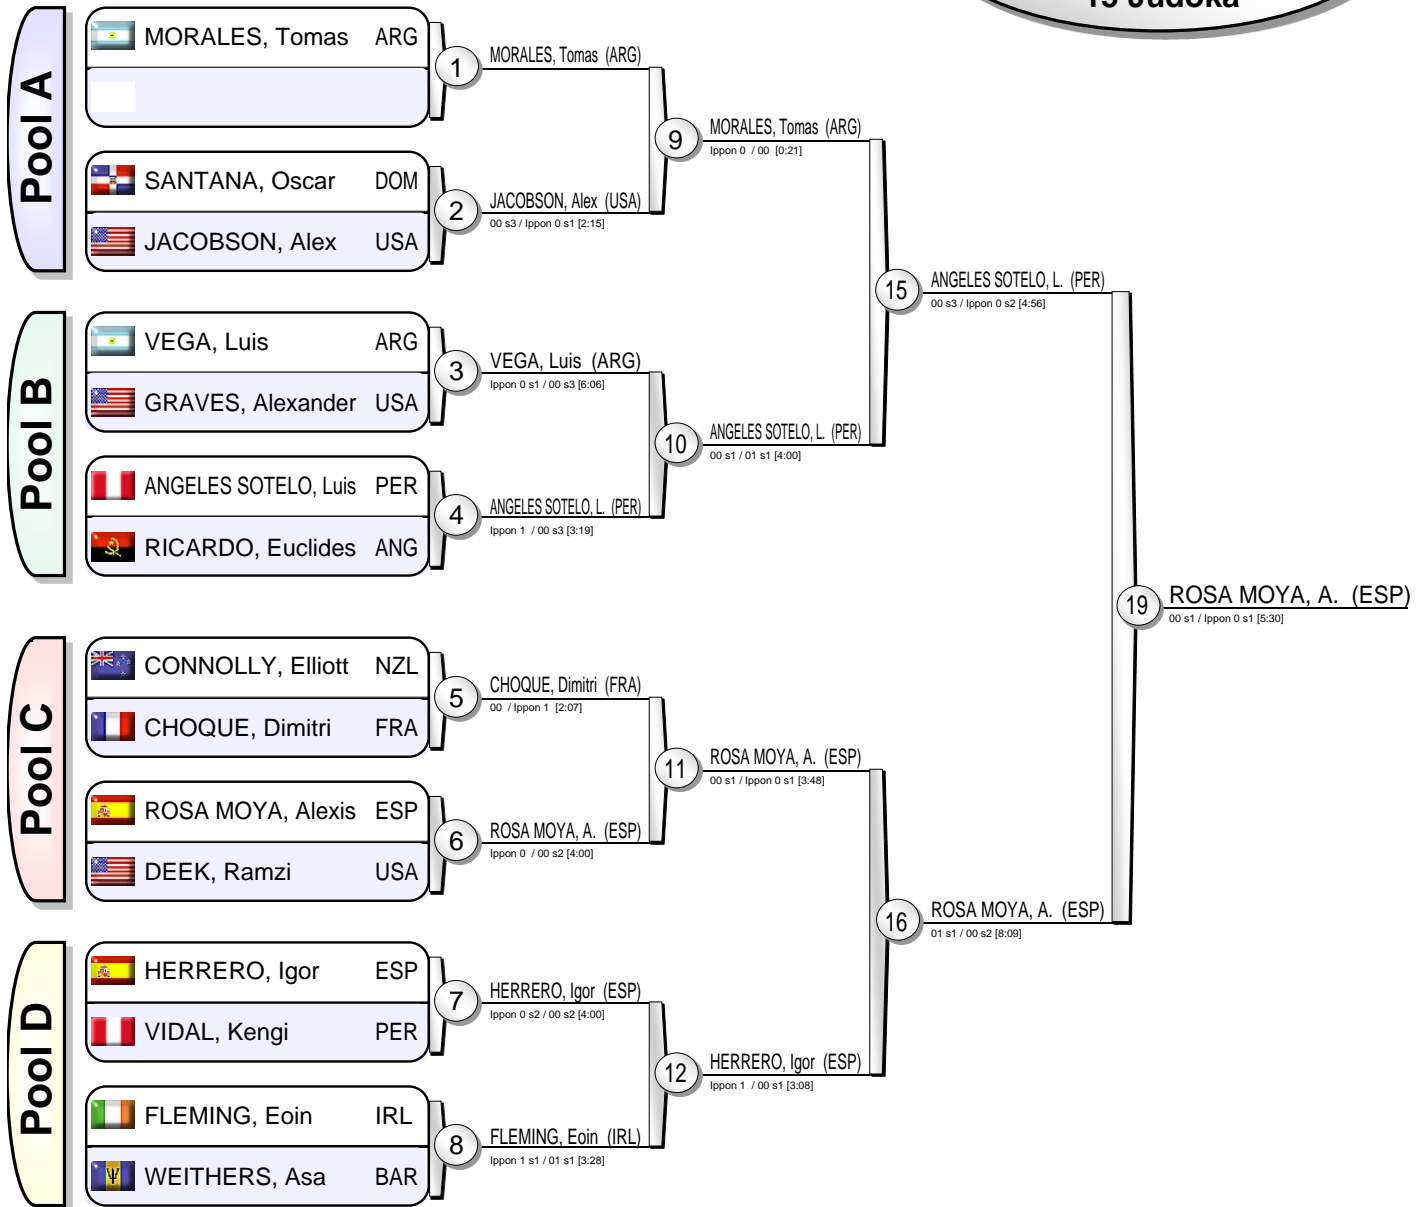 15 Judoka
Pool A
MORALES, Tomas ARG
SANTANA, Oscar DOM
JACOBSON, Alex USA
Pool B
VEGA, Luis ARG
GRAVES, Alexander USA
ANGELES SOTELO, Luis PER
RICARDO, Euclides ANG
Pool C
CONNOLLY, Elliott NZL
CHOQUE, Dimitri FRA
ROSA MOYA, Alexis ESP
DEEK, Ramzi USA
Pool D
HERRERO, Igor ESP
VIDAL, Kengi PER
FLEMING, Eoin IRL
WEITHERS, Asa BAR
1
MORALES, Tomas (ARG)
2
JACOBSON, Alex (USA)
00 s3 / Ippon 0 s1 [2:15]
3
VEGA, Luis (ARG)
Ippon 0 s1 / 00 s3 [6:06]
4
ANGELES SOTELO, L. (PER)
Ippon 1 / 00 s3 [3:19]
5
CHOQUE, Dimitri (FRA)
00 / Ippon 1 [2:07]
6
ROSA MOYA, A. (ESP)
Ippon 0 / 00 s2 [4:00]
7
HERRERO, Igor (ESP)
Ippon 0 s2 / 00 s2 [4:00]
8
FLEMING, Eoin (IRL)
Ippon 1 s1 / 01 s1 [3:28]
9
MORALES, Tomas (ARG)
Ippon 0 / 00 [0:21]
10
ANGELES SOTELO, L. (PER)
00 s1 / 01 s1 [4:00]
11
ROSA MOYA, A. (ESP)
00 s1 / Ippon 0 s1 [3:48]
12
HERRERO, Igor (ESP)
Ippon 1 / 00 s1 [3:08]
15
ANGELES SOTELO, L. (PER)
00 s3 / Ippon 0 s2 [4:56]
16
ROSA MOYA, A. (ESP)
01 s1 / 00 s2 [8:09]
19
ROSA MOYA, A. (ESP)
00 s1 / Ippon 0 s1 [5:30]